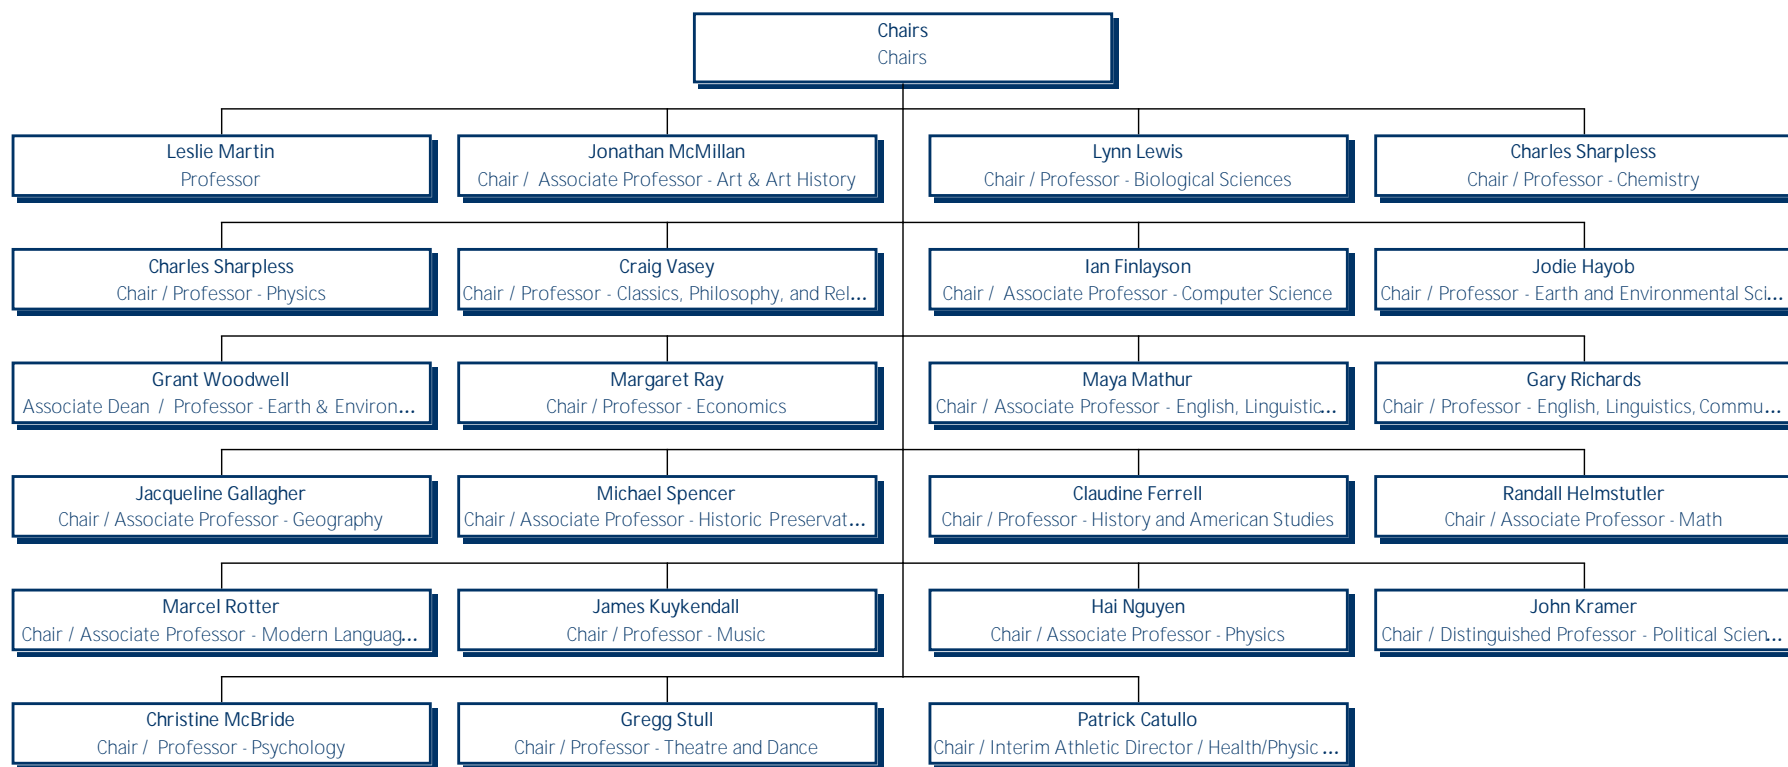 Chairs
Chairs
Leslie Martin
Professor
Jonathan McMillan
Chair / Associate Professor - Art & Art History
Lynn Lewis
Chair / Professor - Biological Sciences
Charles Sharpless
Chair / Professor - Chemistry
Charles Sharpless
Chair / Professor - Physics
Craig Vasey
Chair / Professor - Classics, Philosophy, and Rel...
Ian Finlayson
Chair / Associate Professor - Computer Science
Jodie Hayob
Chair / Professor - Earth and Environmental Sci...
Grant Woodwell
Associate Dean / Professor - Earth & Environ...
Margaret Ray
Chair / Professor - Economics
Maya Mathur
Chair / Associate Professor - English, Linguistic...
Gary Richards
Chair / Professor - English, Linguistics, Commu...
Jacqueline Gallagher
Chair / Associate Professor - Geography
Michael Spencer
Chair / Associate Professor - Historic Preservat...
Claudine Ferrell
Chair / Professor - History and American Studies
Randall Helmstutler
Chair / Associate Professor - Math
Marcel Rotter
Chair / Associate Professor - Modern Languag...
James Kuykendall
Chair / Professor - Music
Hai Nguyen
Chair / Associate Professor - Physics
John Kramer
Chair / Distinguished Professor - Political Scien...
Christine McBride
Chair / Professor - Psychology
Gregg Stull
Chair / Professor - Theatre and Dance
Patrick Catullo
Chair / Interim Athletic Director / Health/Physic ...